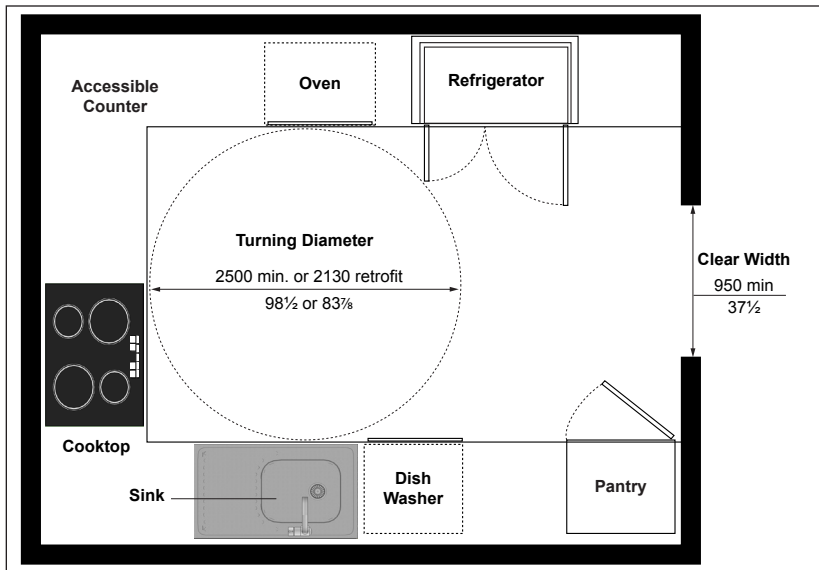 Accessible
Counter
Oven
Refrigerator
Turning Diameter
2500 min. or 2130 retrofit
98½ or 83⅞
Clear Width
950 min
37½
Cooktop
Sink
Dish
Washer
Pantry